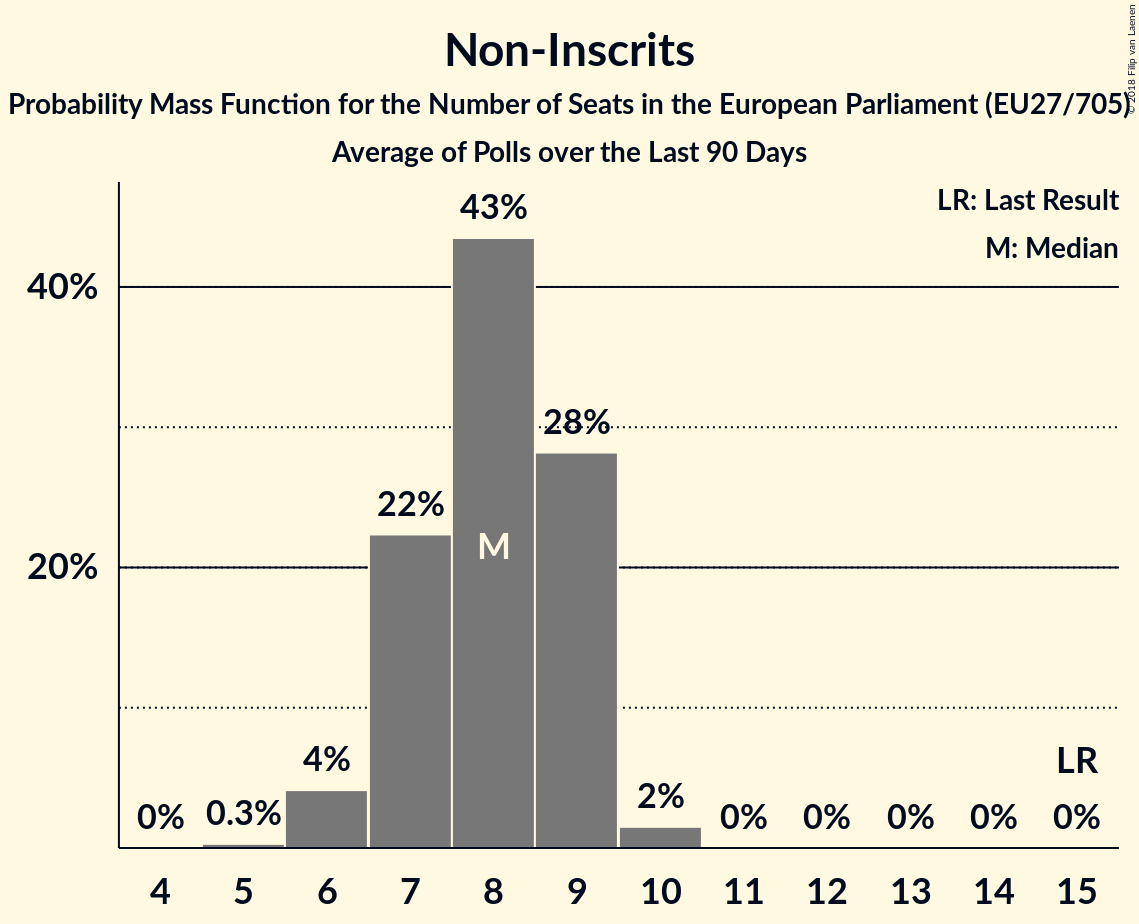 Non-Inscrits
Probability Mass Function for the Number of Seats in the European Parliament (EU27/705)
Average of Polls over the Last 90 Days
© 2018 Filip van Laenen
LR: Last Result
M: Median
43%
40%
28%
22%
M
20%
4%
LR
0% 0.3% 2% 0% 0% 0% 0% 0%
4 5 6 7 8 9 10 11 12 13 14 15